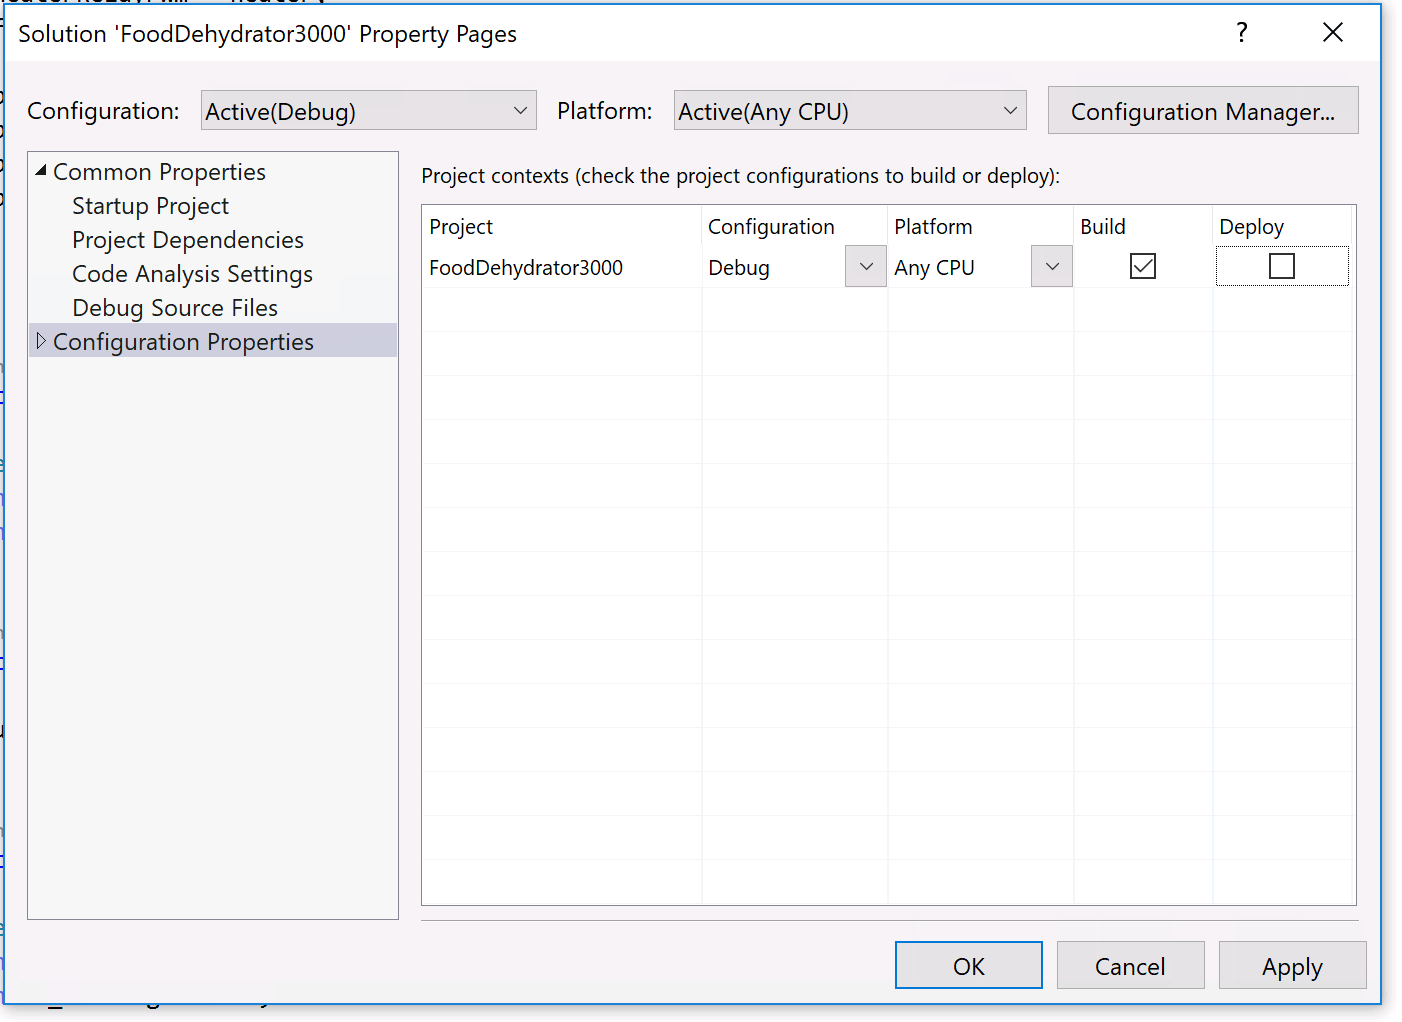 Solution 'FoodDehydrator3000' Property Pages
?
Configuration: Active(Debug) Platform: Active(Any CPU) Configuration Manager...
Common Properties
Startup Project
Project Dependencies
Code Analysis Settings
Debug Source Files
Configuration Properties
Project contexts (check the project configurations to build or deploy):
Project Configuration Platform Build Deploy
FoodDehydrator3000 Debug Any CPU
OK Cancel Apply